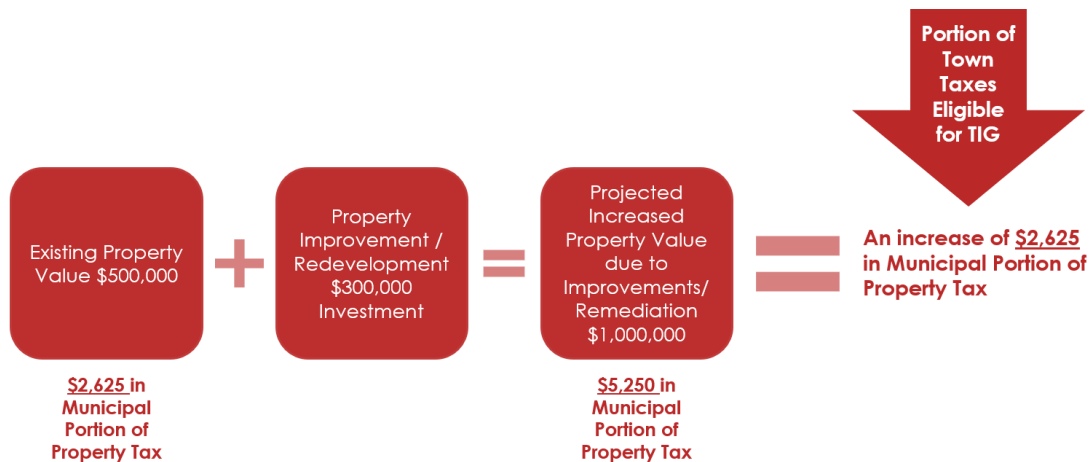 Portion of
Town
Taxes
Eligible
for TIG
Existing Property
Value $500,000
+
Property
Improvement /
Redevelopment
$300,000
Investment
=
Projected
Increased
Property Value
due to
Improvements/
Remediation
$1,000,000
=
An increase of $2,625
in Municipal Portion of
Property Tax
$2,625 in
Municipal
Portion of
Property Tax
$5,250 in
Municipal
Portion of
Property Tax